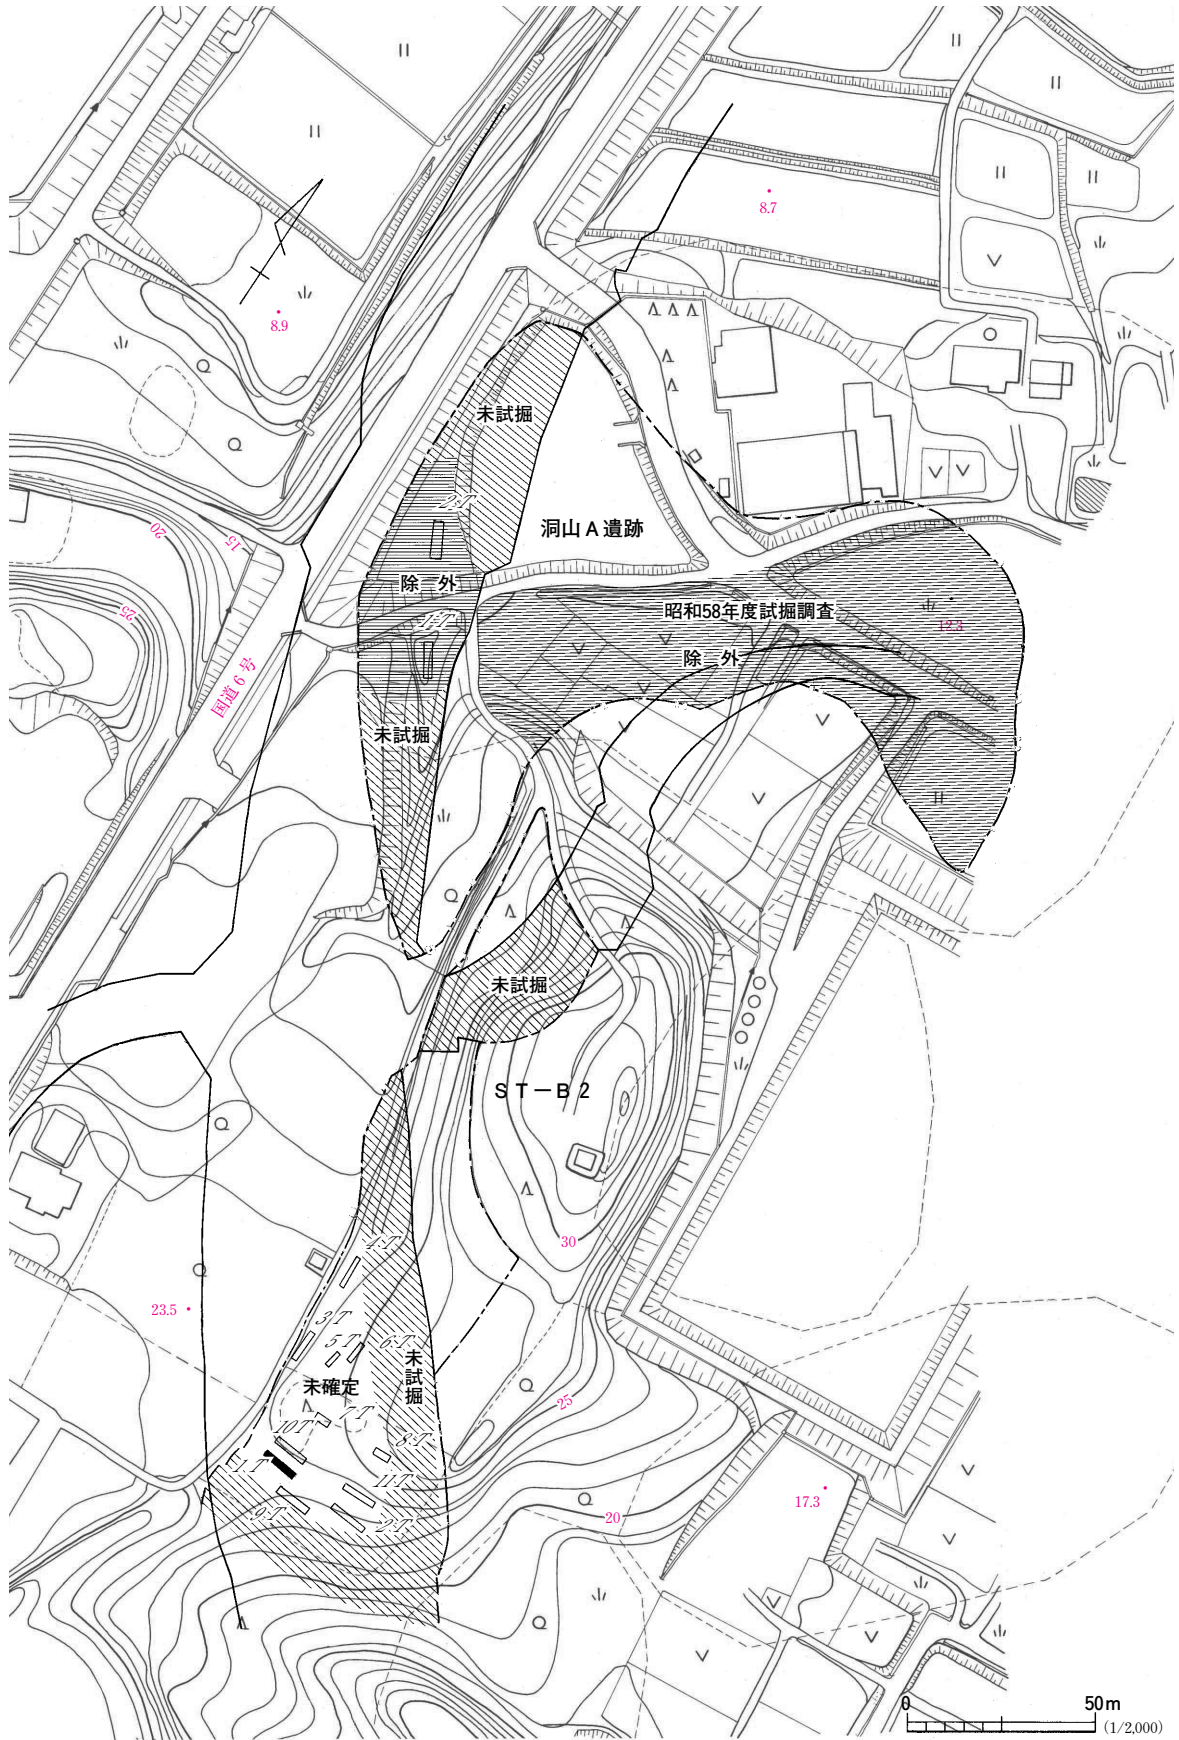 8.7
8.9
未試掘
2T
洞山A遺跡
20
15
除 外
25
昭和58年度試掘調査
12.3
1T
除 外
国道6号
未試掘
未試掘
ST－B2
30
4T
23.5
3T
5T
6T
未試掘
未確定
25
7T
10T
8T
1T
11T
17.3
9T
2T
20
0 50m
(1/2,000)